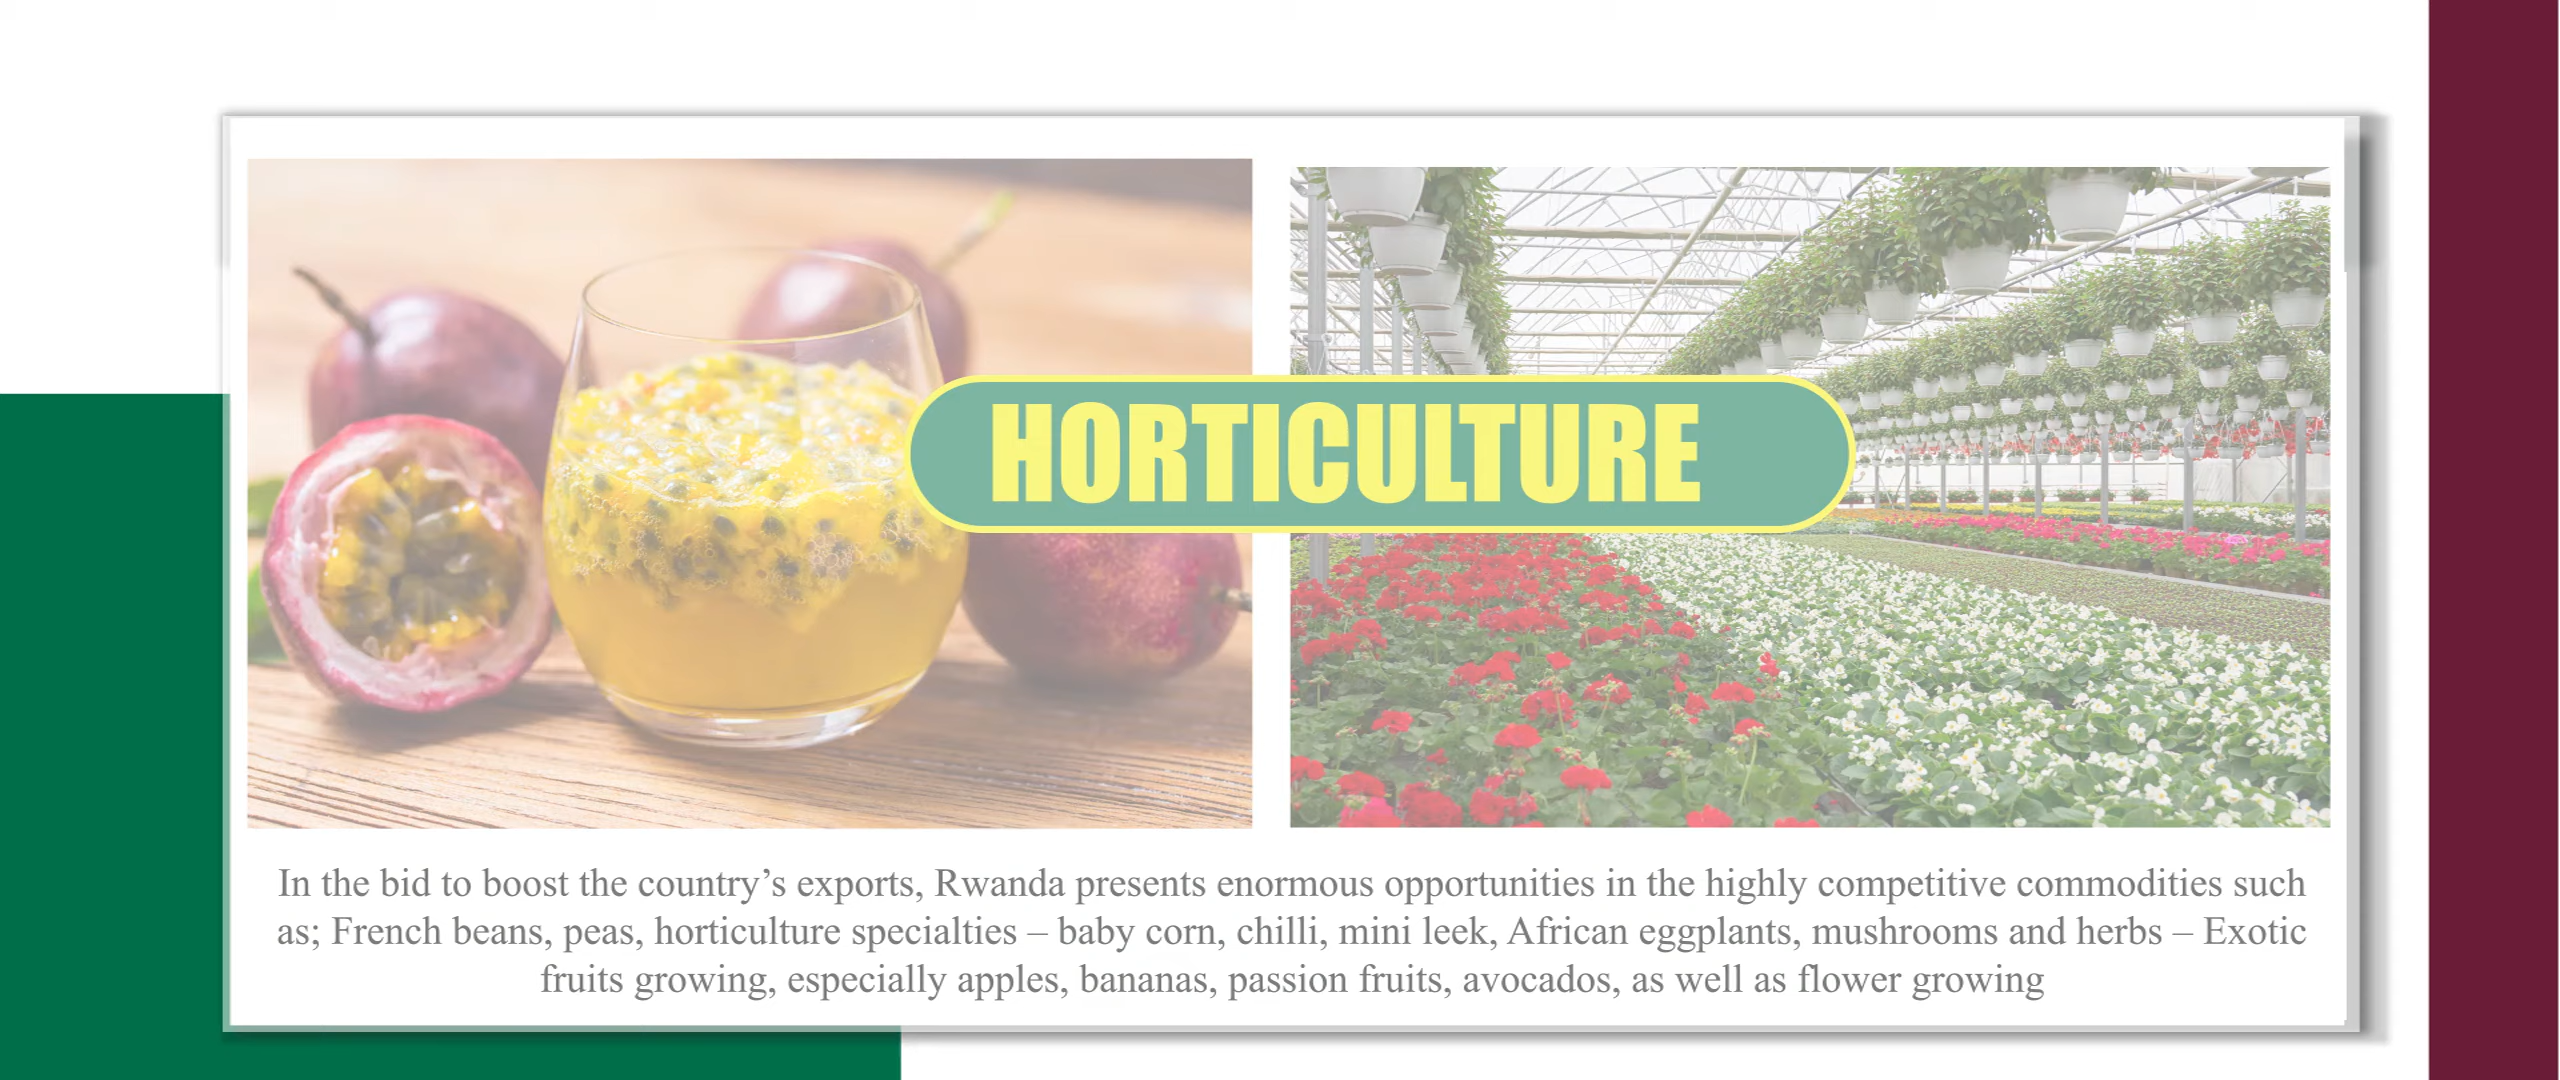 HORTICULTURE
In the bid to boost the country’s exports, Rwanda presents enormous opportunities in the highly competitive commodities such
as; French beans, peas, horticulture specialties – baby corn, chilli, mini leek, African eggplants, mushrooms and herbs – Exotic
fruits growing, especially apples, bananas, passion fruits, avocados, as well as flower growing